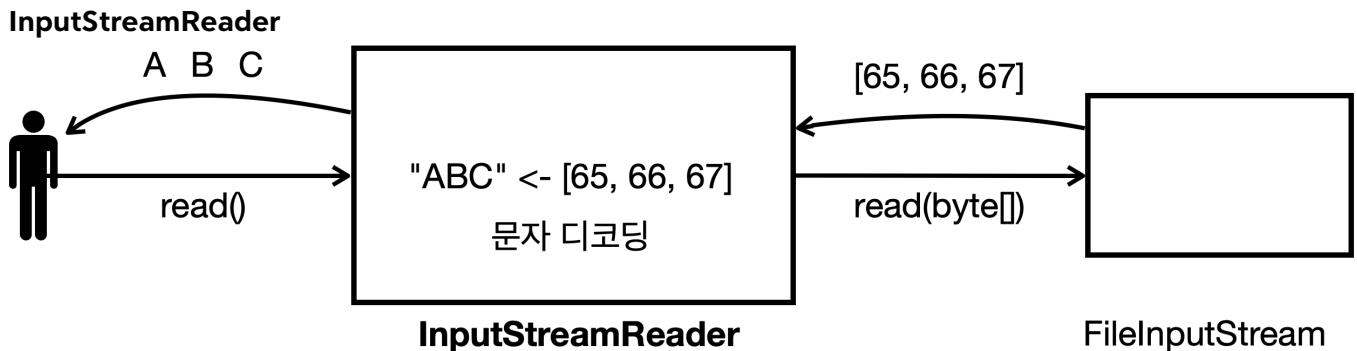 InputStreamReader
A B C
[65, 66, 67]
"ABC" <- [65, 66, 67]
read()
read(byte[])
문자 디코딩
InputStreamReader
FileInputStream